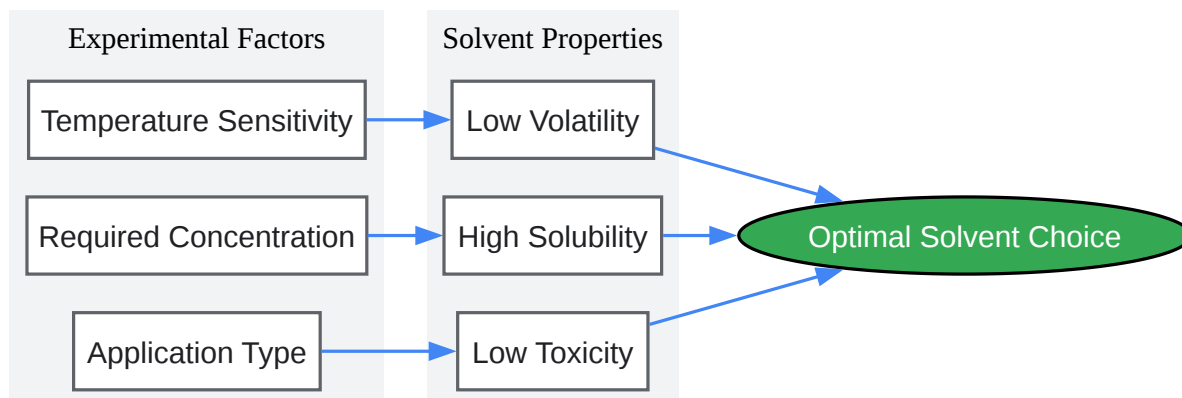 Experimental Factors
Solvent Properties
Temperature Sensitivity
Low Volatility
Required Concentration
High Solubility
Optimal Solvent Choice
Application Type
Low Toxicity